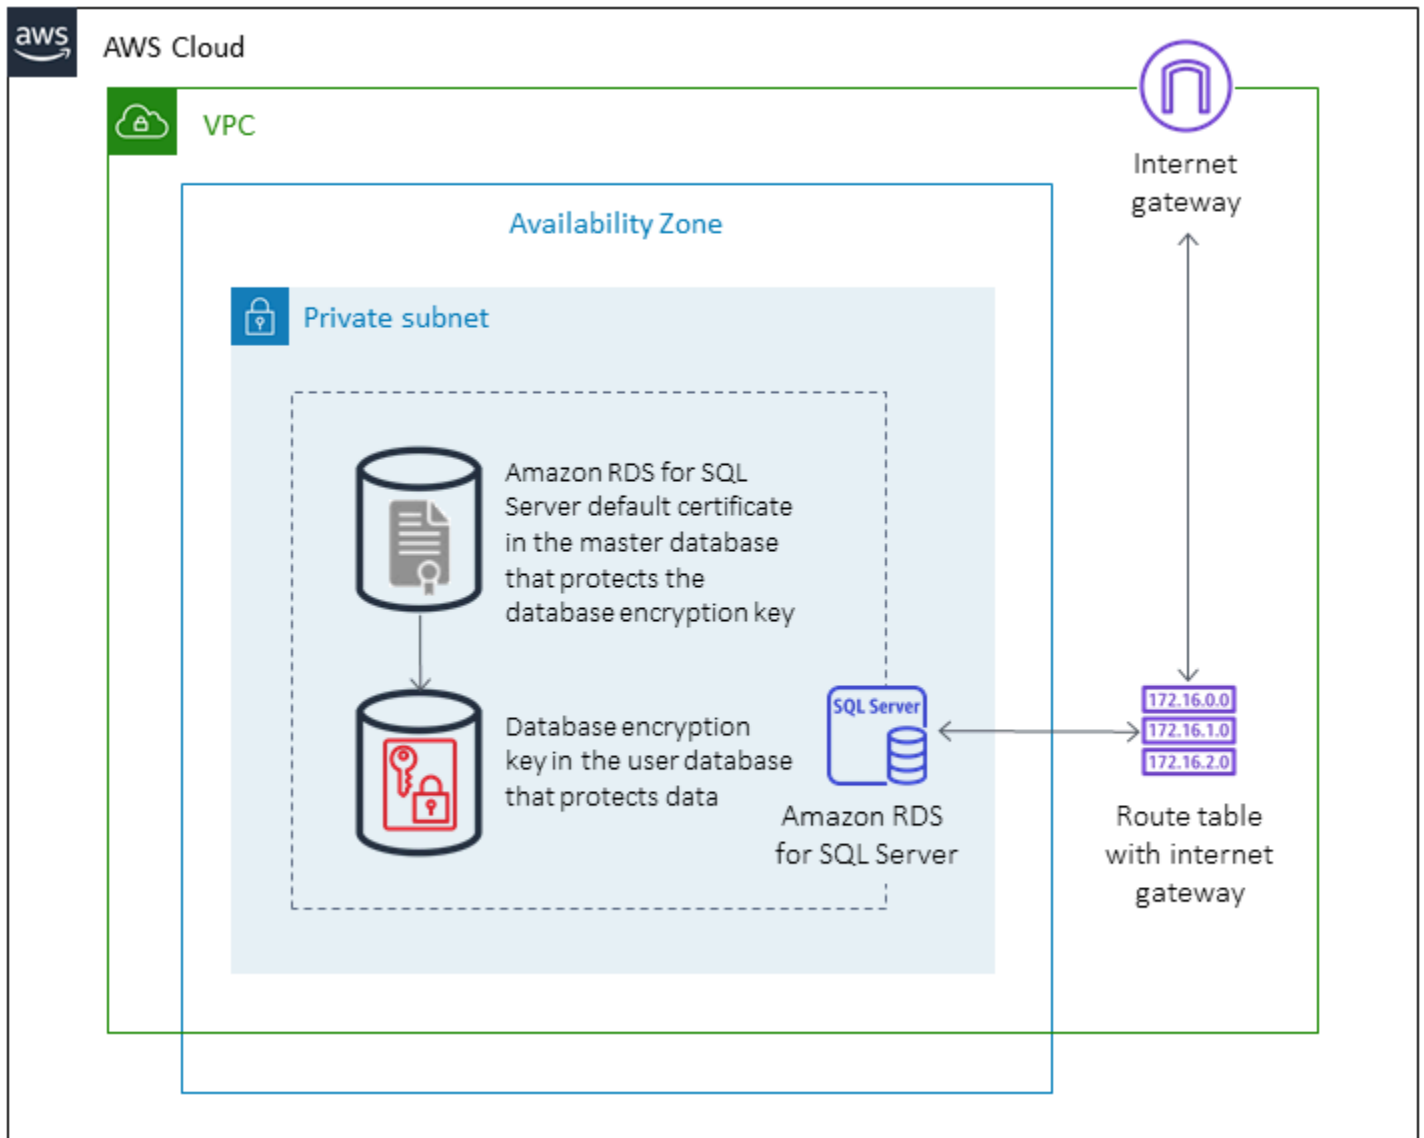 aws
AWS Cloud
VPC
Internet
gateway
Availability Zone
Private subnet
Amazon RDS for SQL
Server default certificate
in the master database
that protects the
database encryption key
Database encryption
key in the user database
that protects data
SQL Server
Amazon RDS
for SQL Server
172.16.0.0
172.16.1.0
172.16.2.0
Route table
with internet
gateway